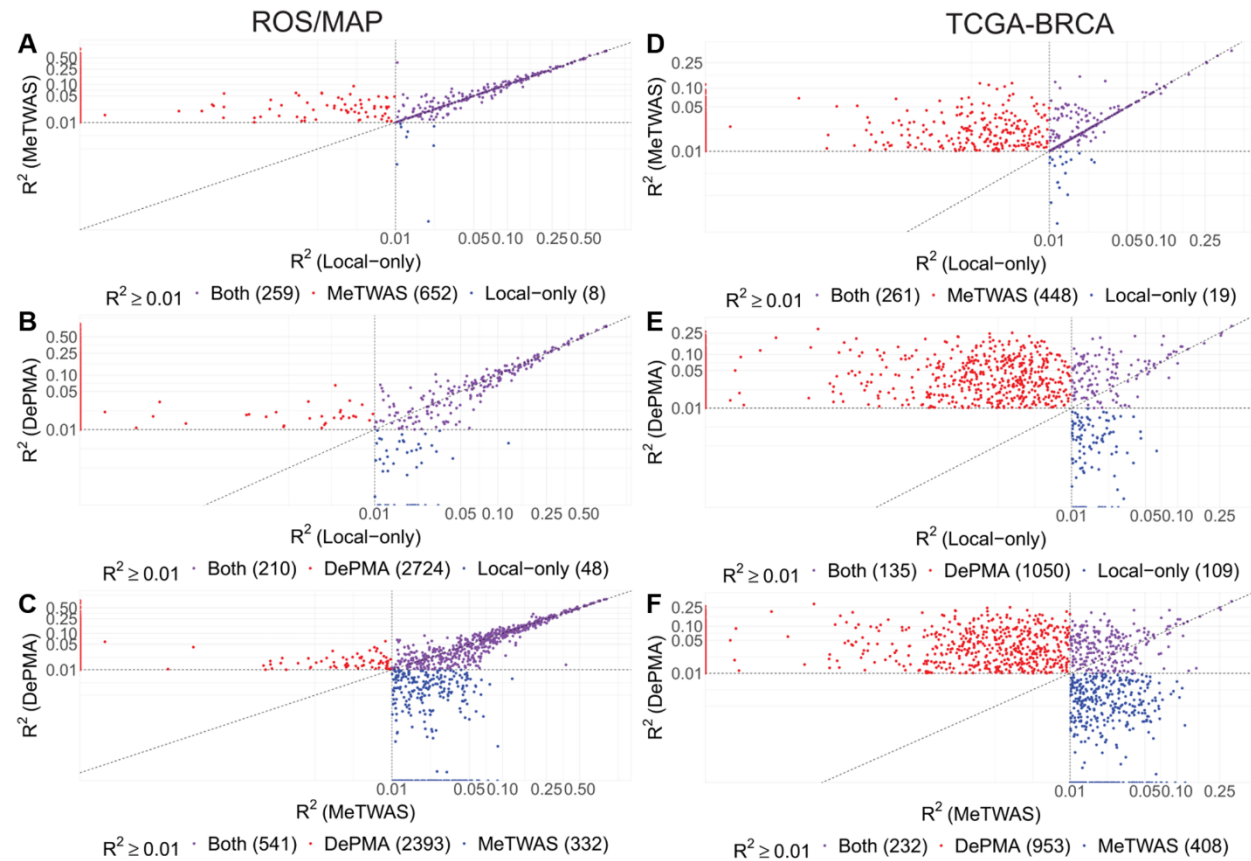 ROS/MAP
TCGA-BRCA
A
0.50
0.25
0.10
0.05
0.01
R² (MeTWAS)
0.01 0.05 0.10 0.25 0.50
R² (Local−only)
R² ≥ 0.01 Both (259) MeTWAS (652) Local−only (8)
B
0.50
0.25
0.10
0.05
0.01
R² (DePMA)
0.01 0.05 0.10 0.25 0.50
R² (Local−only)
R² ≥ 0.01 Both (210) DePMA (2724) Local−only (48)
C
0.50
0.25
0.10
0.05
0.01
R² (DePMA)
0.01 0.05 0.10 0.25 0.50
R² (MeTWAS)
R² ≥ 0.01 Both (541) DePMA (2393) MeTWAS (332)
D
0.25
0.10
0.05
0.01
R² (MeTWAS)
0.01 0.05 0.10 0.25
R² (Local−only)
R² ≥ 0.01 Both (261) MeTWAS (448) Local−only (19)
E
0.25
0.10
0.05
0.01
R² (DePMA)
0.01 0.05 0.10 0.25
R² (Local−only)
R² ≥ 0.01 Both (135) DePMA (1050) Local−only (109)
F
0.25
0.10
0.05
0.01
R² (DePMA)
0.01 0.05 0.10 0.25
R² (MeTWAS)
R² ≥ 0.01 Both (232) DePMA (953) MeTWAS (408)